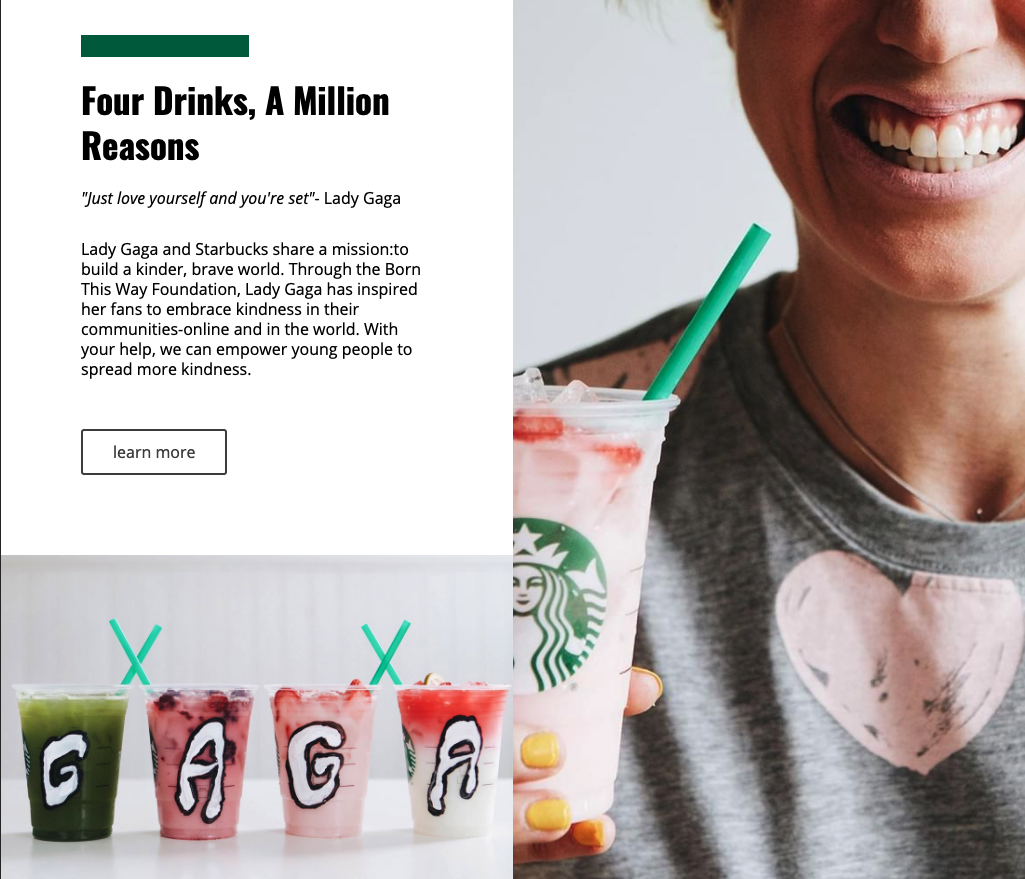 Four Drinks, A Million
Reasons
"Just love yourself and you're set"- Lady Gaga
Lady Gaga and Starbucks share a mission:to
build a kinder, brave world. Through the Born
This Way Foundation, Lady Gaga has inspired
her fans to embrace kindness in their
communities-online and in the world. With
your help, we can empower young people to
spread more kindness.
learn more
G A G A